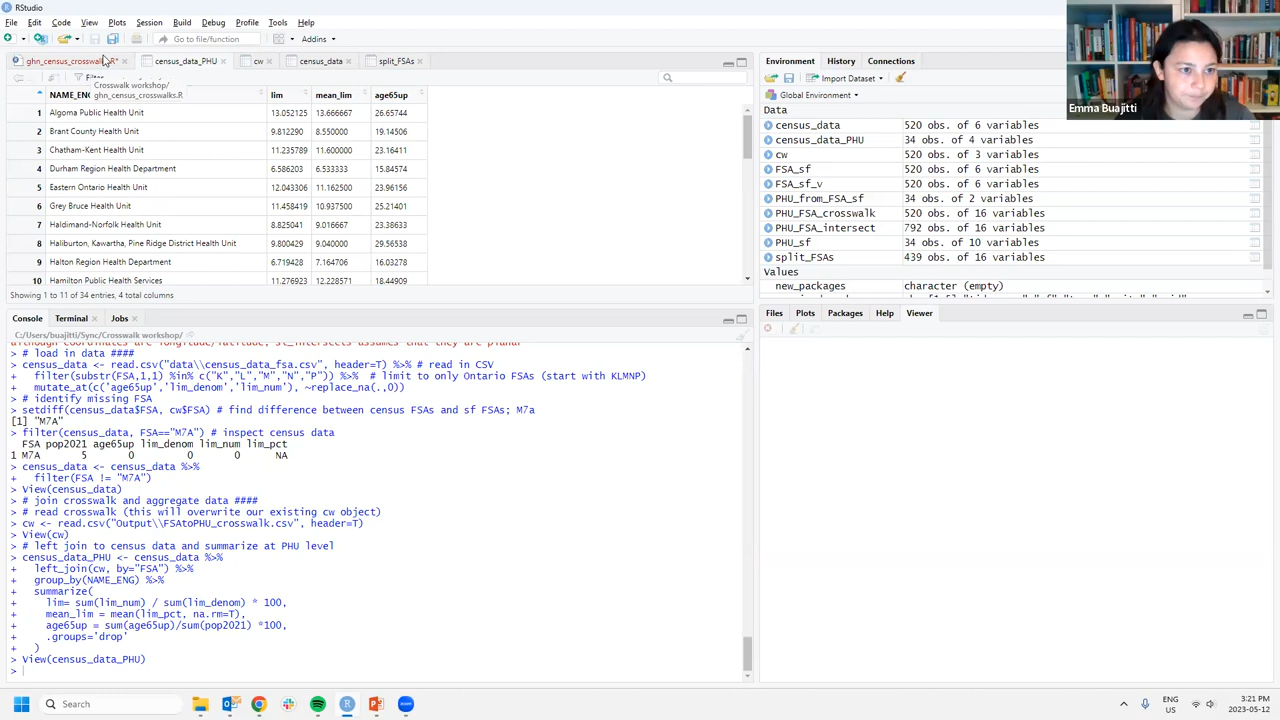 RStudio
File Edit Code View Plots Session Build Debug Profile Tools Help
Go to file/function Addins
ghn_census_crosswalks.R* census_data_PHU cw census_data split_FSAs
Filter
Crosswalk workshop/
ghn_census_crosswalks.R
NAME_ENG lim mean_lim age65up
1 Algoma Public Health Unit 13.052125 13.666667 26.65744
2 Brant County Health Unit 9.812290 8.550000 19.14506
3 Chatham-Kent Health Unit 11.235789 11.600000 23.16411
4 Durham Region Health Department 6.586203 6.533333 15.84574
5 Eastern Ontario Health Unit 12.043306 11.162500 23.96156
6 Grey Bruce Health Unit 11.458419 10.937500 25.21401
7 Haldimand-Norfolk Health Unit 8.825041 9.016667 23.38633
8 Haliburton, Kawartha, Pine Ridge District Health Unit 9.800429 9.040000 29.56538
9 Halton Region Health Department 6.719428 7.164706 16.03278
10 Hamilton Public Health Services 11.276923 12.228571 18.44909
Showing 1 to 11 of 34 entries, 4 total columns
Console Terminal Jobs
C:/Users/buajitti/Sync/Crosswalk workshop/
although coordinates are longitude/latitude, st_intersects assumes that they are planar
> # load in data ####
> census_data <- read.csv("data\\census_data_fsa.csv", header=T) %>% # read in CSV
+ filter(substr(FSA,1,1) %in% c("K","L","M","N","P")) %>% # limit to only Ontario FSAs (start with KLMNP)
+ mutate_at(c('age65up','lim_denom','lim_num'), ~replace_na(.,0))
> # identify missing FSA
> setdiff(census_data$FSA, cw$FSA) # find difference between census FSAs and sf FSAs; M7a
[1] "M7A"
> filter(census_data, FSA=="M7A") # inspect census data
FSA pop2021 age65up lim_denom lim_num lim_pct
1 M7A 5 0 0 0 NA
> census_data <- census_data %>%
+ filter(FSA != "M7A")
> View(census_data)
> # join crosswalk and aggregate data ####
> # read crosswalk (this will overwrite our existing cw object)
> cw <- read.csv("Output\\FSAtoPHU_crosswalk.csv", header=T)
> View(cw)
> # left join to census data and summarize at PHU level
> census_data_PHU <- census_data %>%
+ left_join(cw, by="FSA") %>%
+ group_by(NAME_ENG) %>%
+ summarize(
+ lim= sum(lim_num) / sum(lim_denom) * 100,
+ mean_lim = mean(lim_pct, na.rm=T),
+ age65up = sum(age65up)/sum(pop2021) *100,
+ .groups='drop'
+ )
> View(census_data_PHU)
>
Environment History Connections
Import Dataset
Global Environment
Data
census_data 520 obs. of 6 variables
census_data_PHU 34 obs. of 4 variables
cw 520 obs. of 3 variables
FSA_sf 520 obs. of 6 variables
FSA_sf_v 520 obs. of 6 variables
PHU_from_FSA_sf 34 obs. of 2 variables
PHU_FSA_crosswalk 520 obs. of 16 variables
PHU_FSA_intersect 792 obs. of 16 variables
PHU_sf 34 obs. of 10 variables
split_FSAs 439 obs. of 16 variables
Values
new_packages character (empty)
Files Plots Packages Help Viewer
Emma Buajitti
Search
ENG
US
3:21 PM
2023-05-12